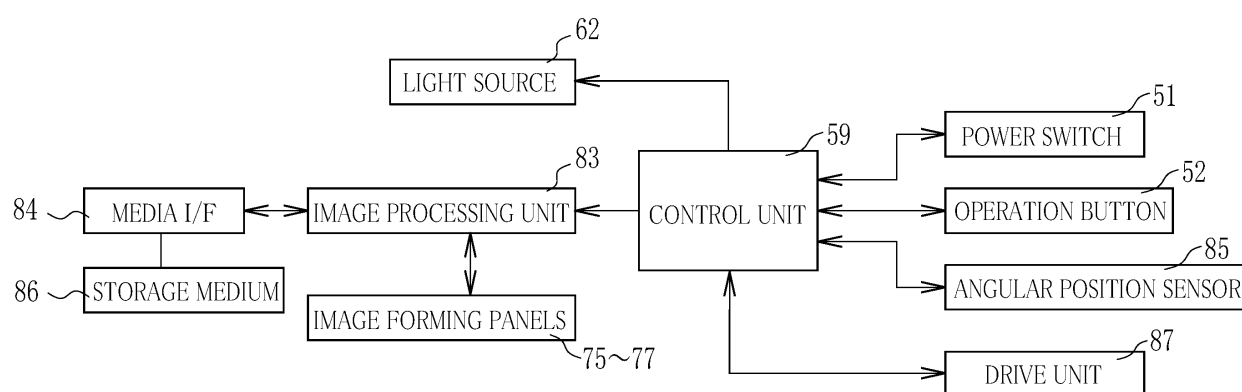 62
LIGHT SOURCE
51
POWER SWITCH
59
CONTROL UNIT
83
IMAGE PROCESSING UNIT
52
OPERATION BUTTON
84
MEDIA I/F
85
ANGULAR POSITION SENSOR
86
STORAGE MEDIUM
IMAGE FORMING PANELS
75～77
87
DRIVE UNIT